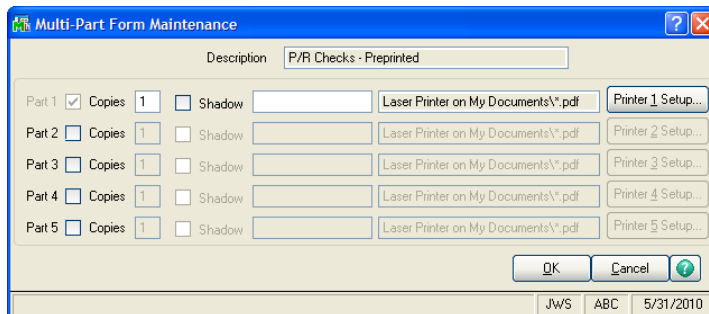 Multi-Part Form Maintenance
Description P/R Checks - Preprinted
Part 1 Copies 1 Shadow Laser Printer on My Documents\*.pdf Printer 1 Setup...
Part 2 Copies 1 Shadow Laser Printer on My Documents\*.pdf Printer 2 Setup...
Part 3 Copies 1 Shadow Laser Printer on My Documents\*.pdf Printer 3 Setup...
Part 4 Copies 1 Shadow Laser Printer on My Documents\*.pdf Printer 4 Setup...
Part 5 Copies 1 Shadow Laser Printer on My Documents\*.pdf Printer 5 Setup...
OK Cancel ?
JWS ABC 5/31/2010